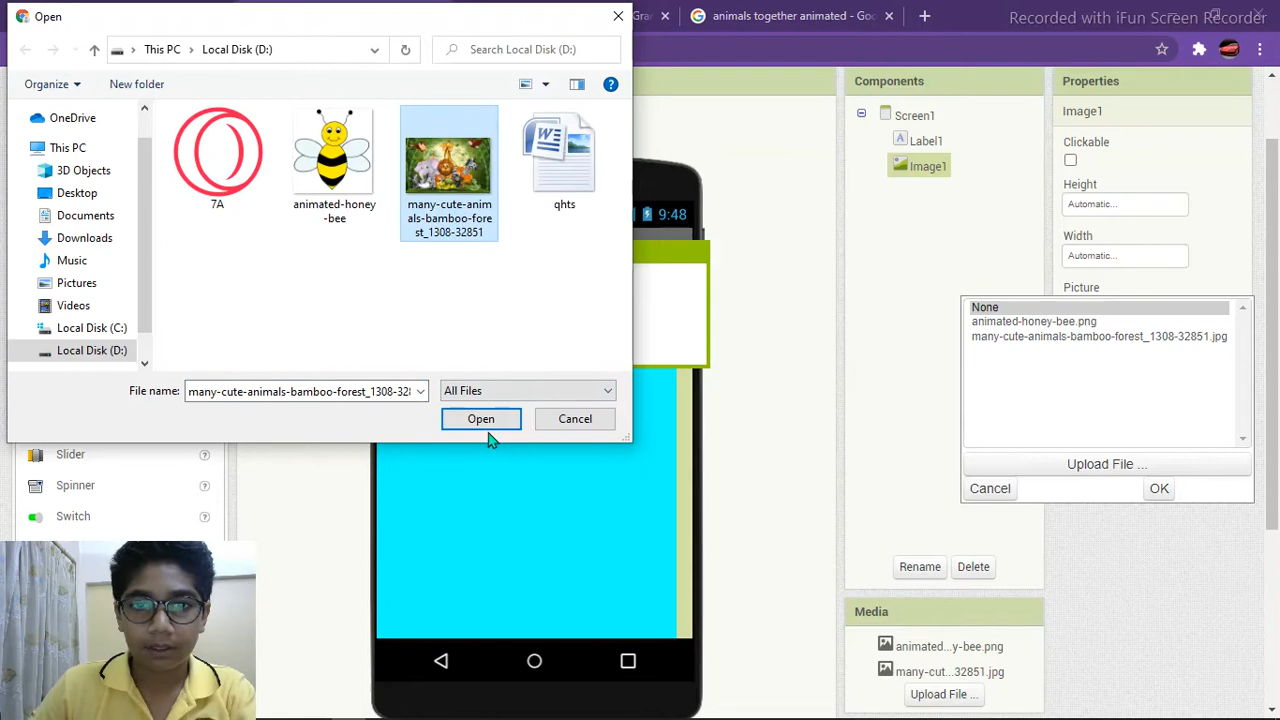 Open
Gra
animals together animated - Goo
Recorded with iFun Screen Recorder
This PC
Local Disk (D:)
Search Local Disk (D:)
Organize
New folder
OneDrive
This PC
3D Objects
Desktop
Documents
Downloads
Music
Pictures
Videos
Local Disk (C:)
Local Disk (D:)
7A
animated-honey
-bee
many-cute-anim
als-bamboo-fore
st_1308-32851
qhts
File name:
many-cute-animals-bamboo-forest_1308-32
All Files
Open
Cancel
Slider
Spinner
Switch
9:48
Components
Screen1
Label1
Image1
Rename
Delete
Media
animated...y-bee.png
many-cut...32851.jpg
Upload File ...
Properties
Image1
Clickable
Height
Automatic...
Width
Automatic...
Picture
None
animated-honey-bee.png
many-cute-animals-bamboo-forest_1308-32851.jpg
Upload File ...
Cancel
OK